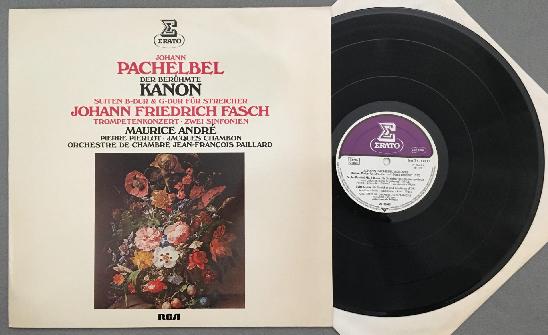 ERATO
JOHANN
PACHELBEL
DER BERÜHMTE
KANON
SUITEN B-DUR & G-DUR FÜR STREICHER
JOHANN FRIEDRICH FASCH
TROMPETENKONZERT · ZWEI SINFONIEN
MAURICE ANDRÉ
PIERRE PIERLOT · JACQUES CHAMBON
ORCHESTRE DE CHAMBRE JEAN-FRANÇOIS PAILLARD
RCA
ERATO